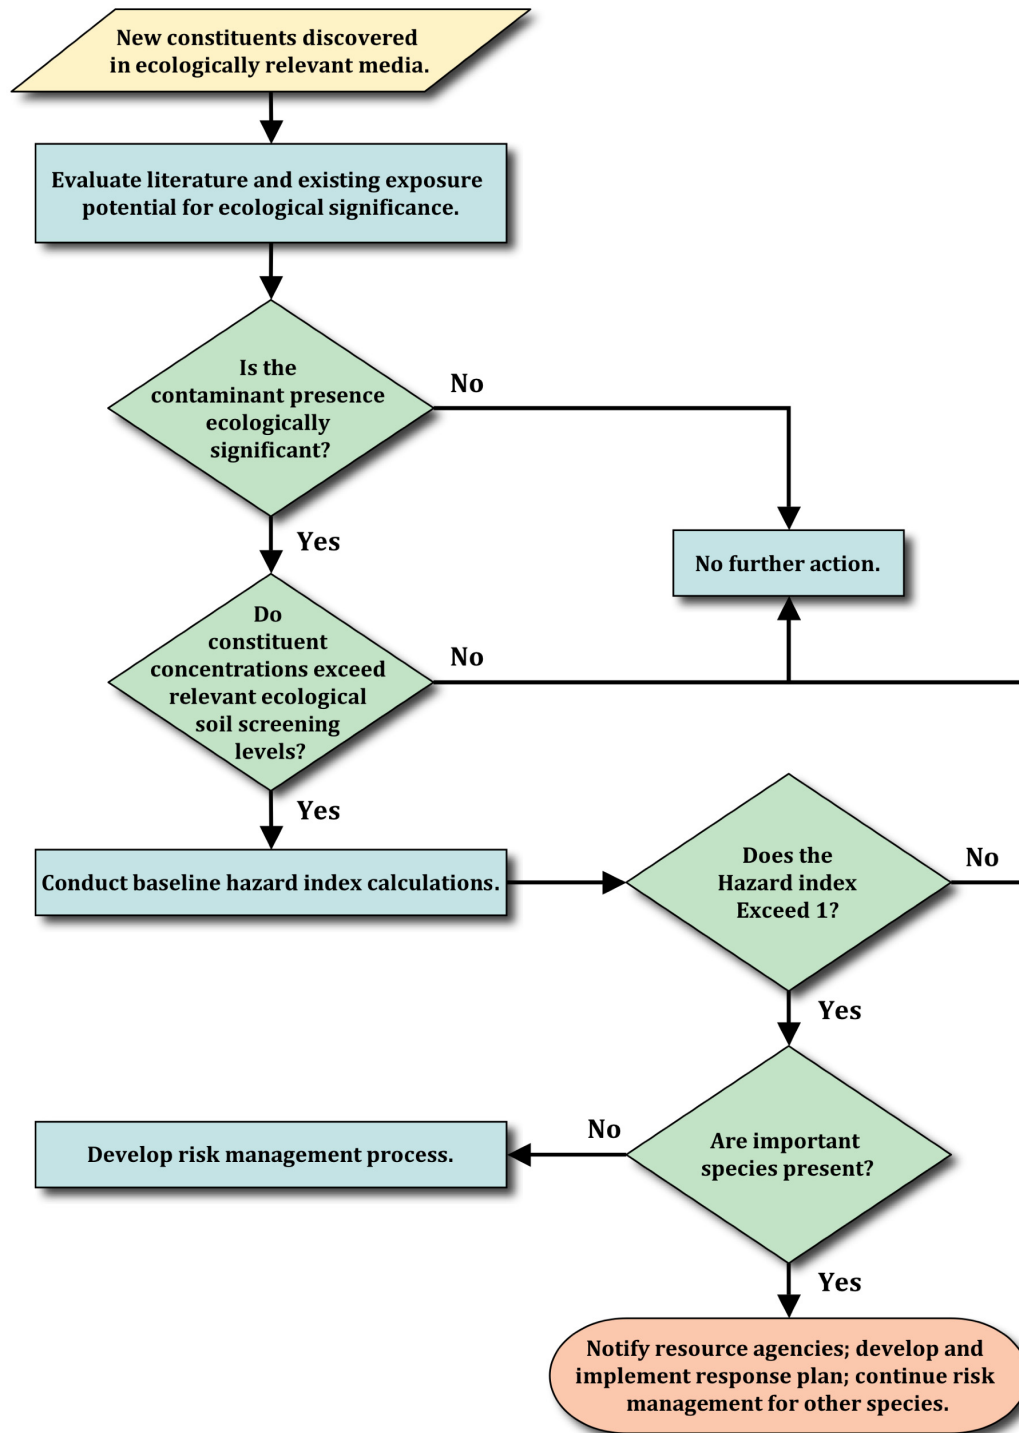 New constituents discovered
in ecologically relevant media.
Evaluate literature and existing exposure
potential for ecological significance.
Is the
contaminant presence
ecologically
significant?
No
Yes
No further action.
Do
constituent
concentrations exceed
relevant ecological
soil screening
levels?
No
Yes
Conduct baseline hazard index calculations.
Does the
Hazard index
Exceed 1?
No
Yes
Are important
species present?
No
Develop risk management process.
Yes
Notify resource agencies; develop and
implement response plan; continue risk
management for other species.